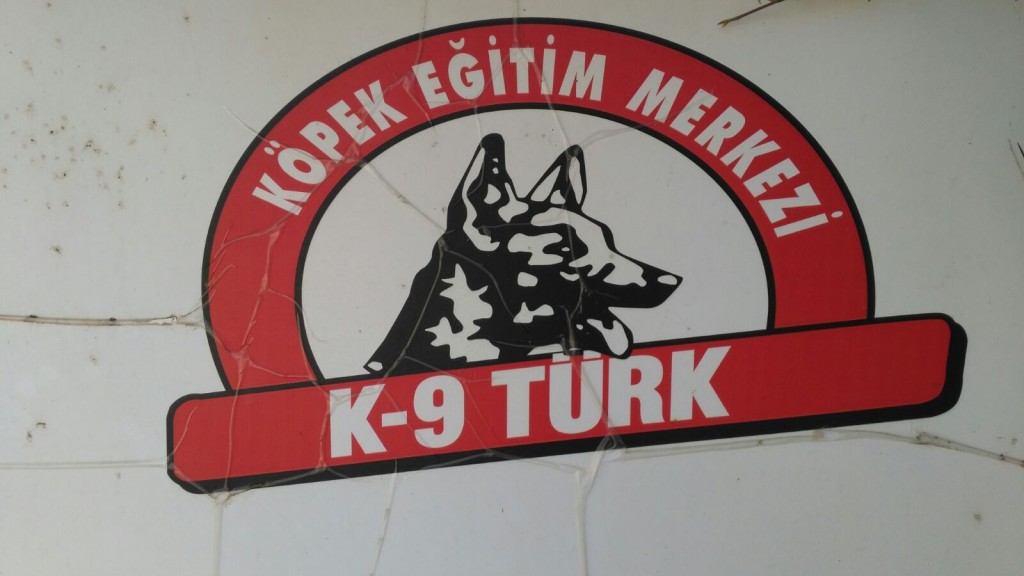 KÖPEK EĞİTİM MERKEZİ
K-9 TÜRK